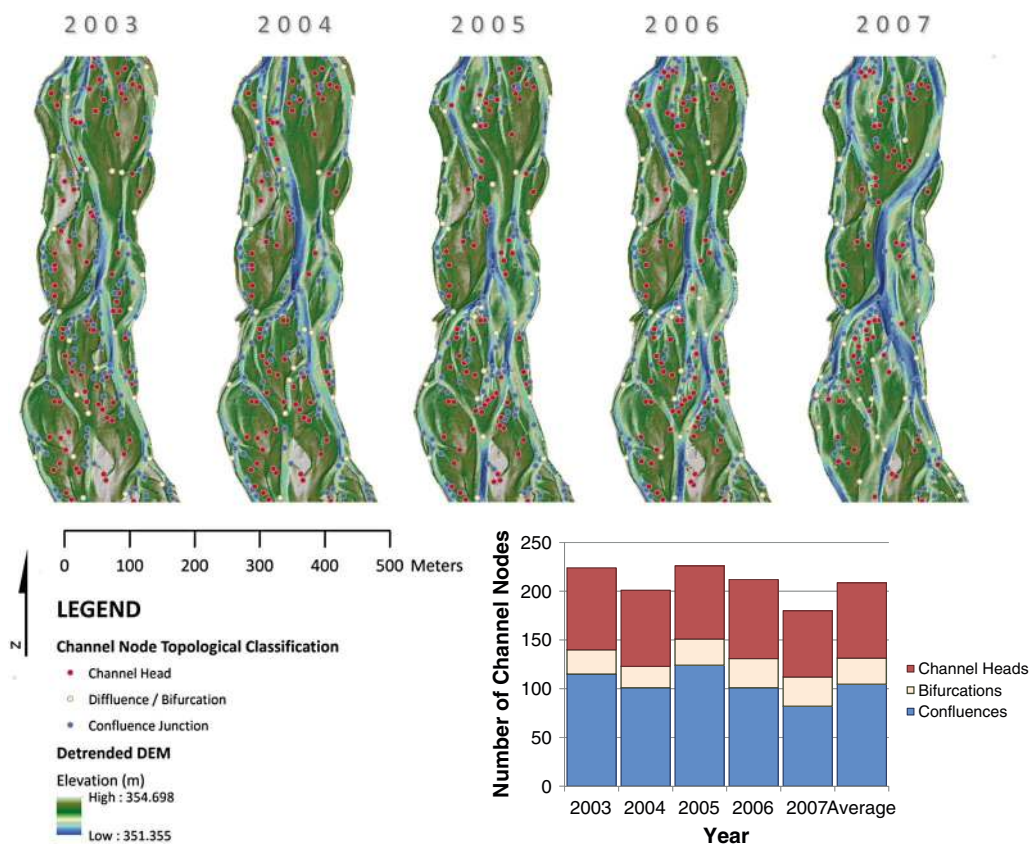 2003 2004 2005 2006 2007
0 100 200 300 400 500 Meters
N
LEGEND
Channel Node Topological Classification
Channel Head
Diffluence / Bifurcation
Confluence Junction
Detrended DEM
Elevation (m)
High : 354.698
Low : 351.355
Number of Channel Nodes
250
200
150
100
50
0
2003 2004 2005 2006 2007 Average
Year
Channel Heads
Bifurcations
Confluences